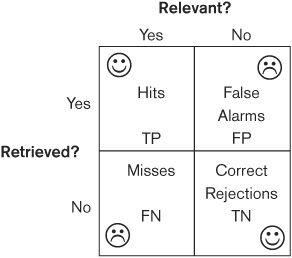 Relevant?
Yes No
Yes
Hits
TP
False
Alarms
FP
Retrieved?
No
Misses
FN
Correct
Rejections
TN